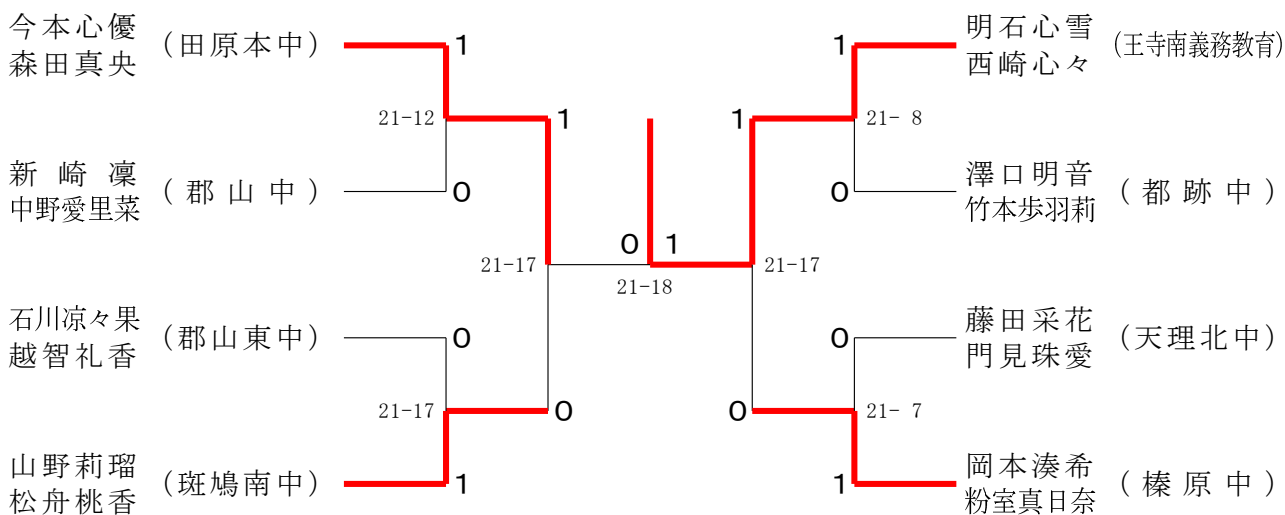 今本心優
森田真央
(田原本中)
1
21-12
新崎凜
中野愛里菜
(郡山中)
0
1
21-17
石川凉々果
越智礼香
(郡山東中)
0
21-17
山野莉瑠
松舟桃香
(斑鳩南中)
1
0
0 1
21-18
明石心雪
西崎心々
(王寺南義務教育)
1
21- 8
澤口明音
竹本歩羽莉
(都跡中)
0
1
21-17
藤田采花
門見珠愛
(天理北中)
0
21- 7
岡本湊希
粉室真日奈
(榛原中)
1
0